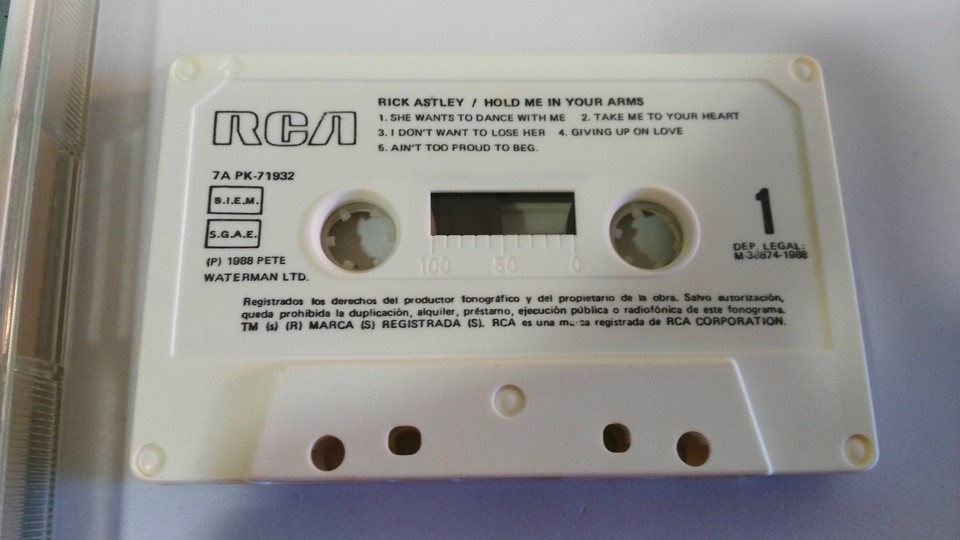 RICK ASTLEY / HOLD ME IN YOUR ARMS
1. SHE WANTS TO DANCE WITH ME 2. TAKE ME TO YOUR HEART
3. I DON'T WANT TO LOSE HER 4. GIVING UP ON LOVE
5. AIN'T TOO PROUD TO BEG.
RCA
7A PK-71932
B.I.E.M.
S.G.A.E.
(P) 1988 PETE
WATERMAN LTD.
100 50 0
1
DEP. LEGAL:
M-38674-1988
Registrados los derechos del productor fonográfico y del propietario de la obra. Salvo autorización,
queda prohibida la duplicación, alquiler, préstamo, ejecución pública o radiofónica de este fonograma.
TM (s) (R) MARCA (S) REGISTRADA (S). RCA es una marca registrada de RCA CORPORATION.